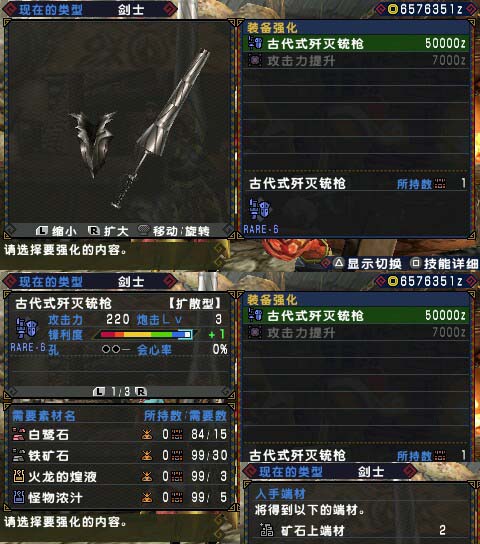 现在的类型 剑士
6576351z
装备强化
古代式歼灭铳枪 50000z
攻击力提升 7000z
古代式歼灭铳枪 所持数 1
RARE-6
L 缩小 R 扩大 移动/旋转
请选择要强化的内容。
△显示切换 □技能详细
现在的类型 剑士
6576351z
古代式歼灭铳枪 【扩散型】
攻击力 220 炮击Lv 3
锋利度 +1
RARE-6
孔 ○○— 会心率 0%
L 1/3 R
装备强化
古代式歼灭铳枪 50000z
攻击力提升 7000z
需要素材名 所持数/需要数
白鹭石 0 84/15
铁矿石 0 99/30
火龙的煌液 0 99/ 3
怪物浓汁 0 99/ 5
请选择要强化的内容。
古代式歼灭铳枪 所持数 1
现在的类型 剑士
入手端材
将得到以下的端材。
矿石上端材 2